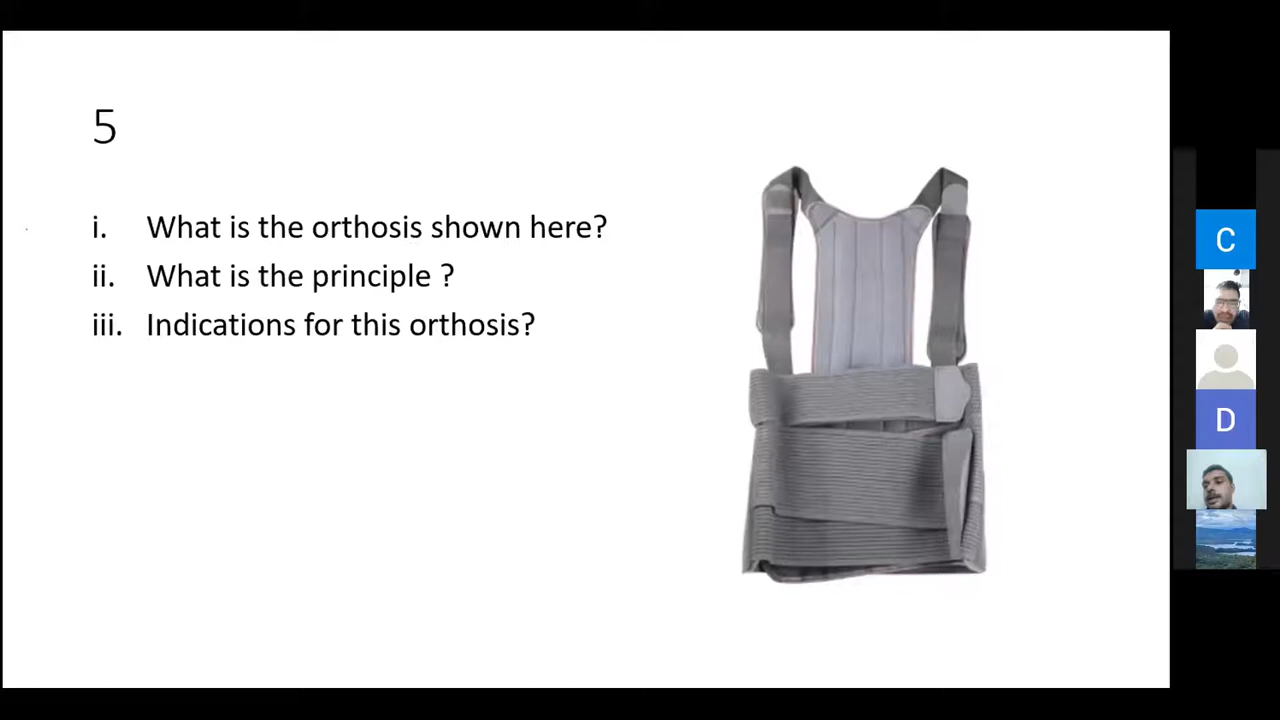 5
i. What is the orthosis shown here?
ii. What is the principle ?
iii. Indications for this orthosis?
C
D